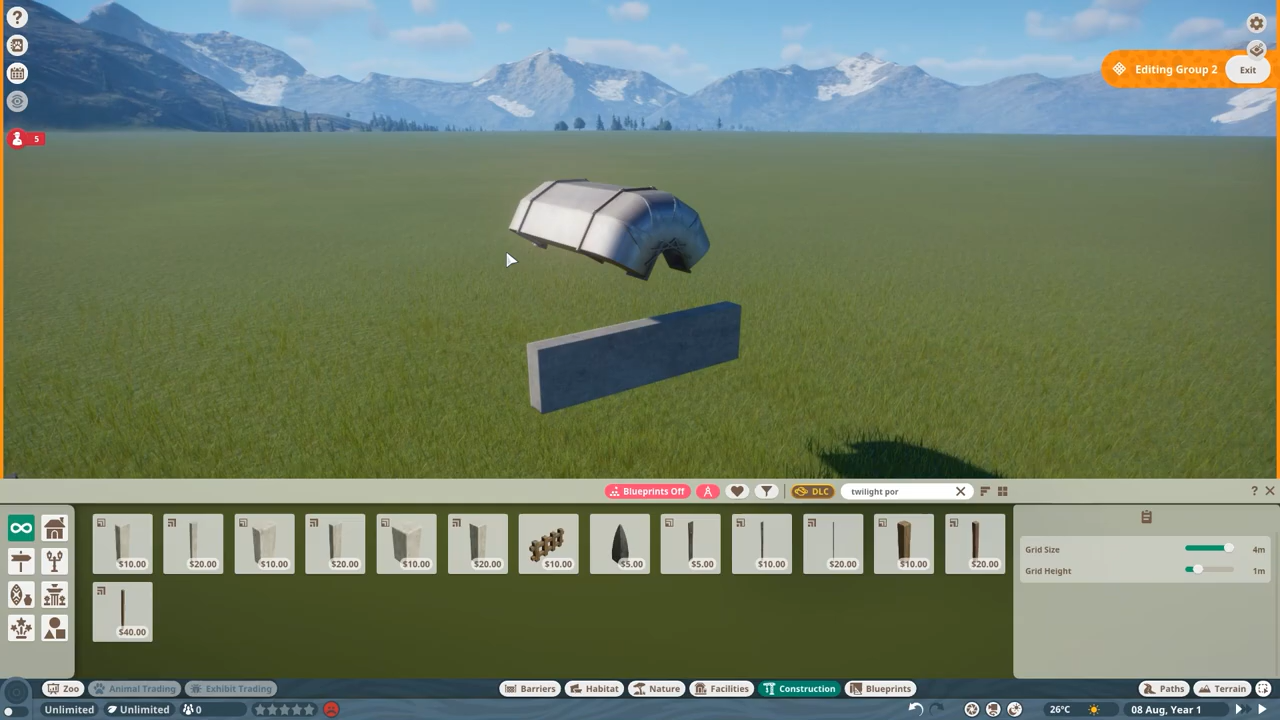 ?
Editing Group 2
Exit
5
Blueprints Off
DLC
twilight por
?
$10.00
$20.00
$10.00
$20.00
$10.00
$20.00
$10.00
$5.00
$5.00
$10.00
$20.00
$10.00
$20.00
$40.00
Grid Size
4m
Grid Height
1m
Zoo
Animal Trading
Exhibit Trading
Barriers
Habitat
Nature
Facilities
Construction
Blueprints
Paths
Terrain
Unlimited
Unlimited
0
26°C
08 Aug, Year 1